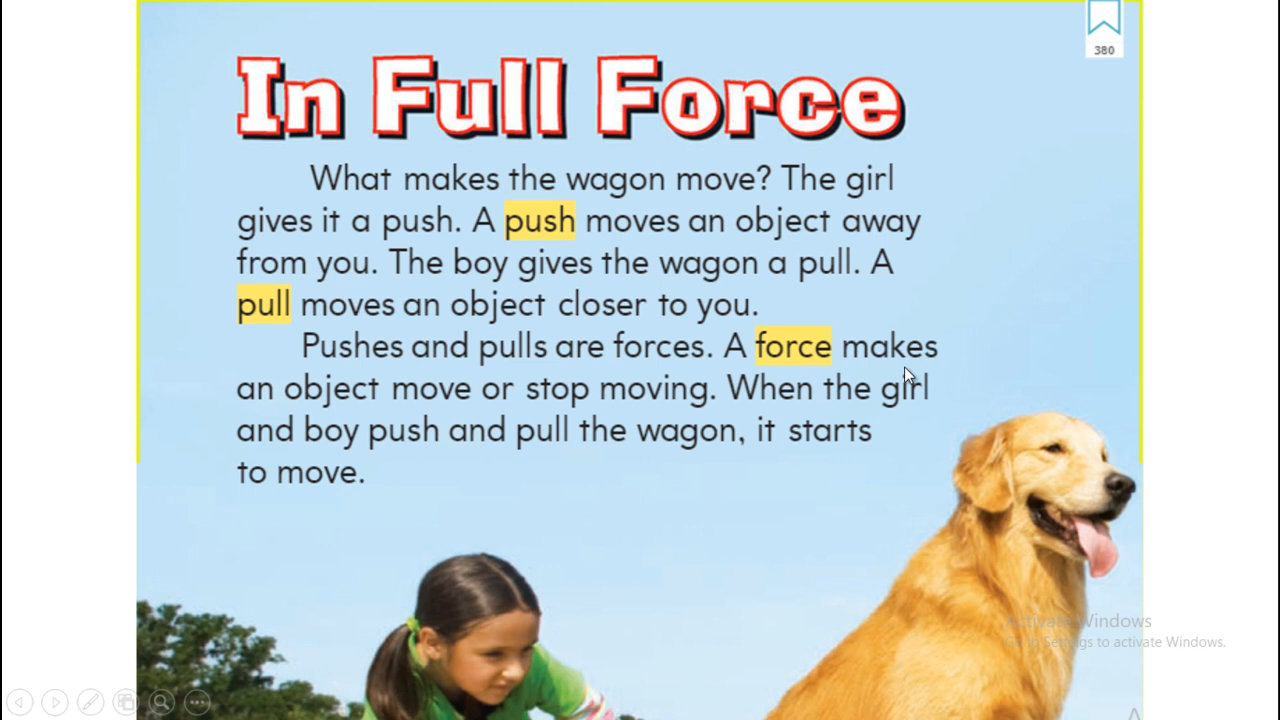 380
In Full Force
What makes the wagon move? The girl
gives it a push. A push moves an object away
from you. The boy gives the wagon a pull. A
pull moves an object closer to you.
Pushes and pulls are forces. A force makes
an object move or stop moving. When the girl
and boy push and pull the wagon, it starts
to move.
Activate Windows
Go to Settings to activate Windows.